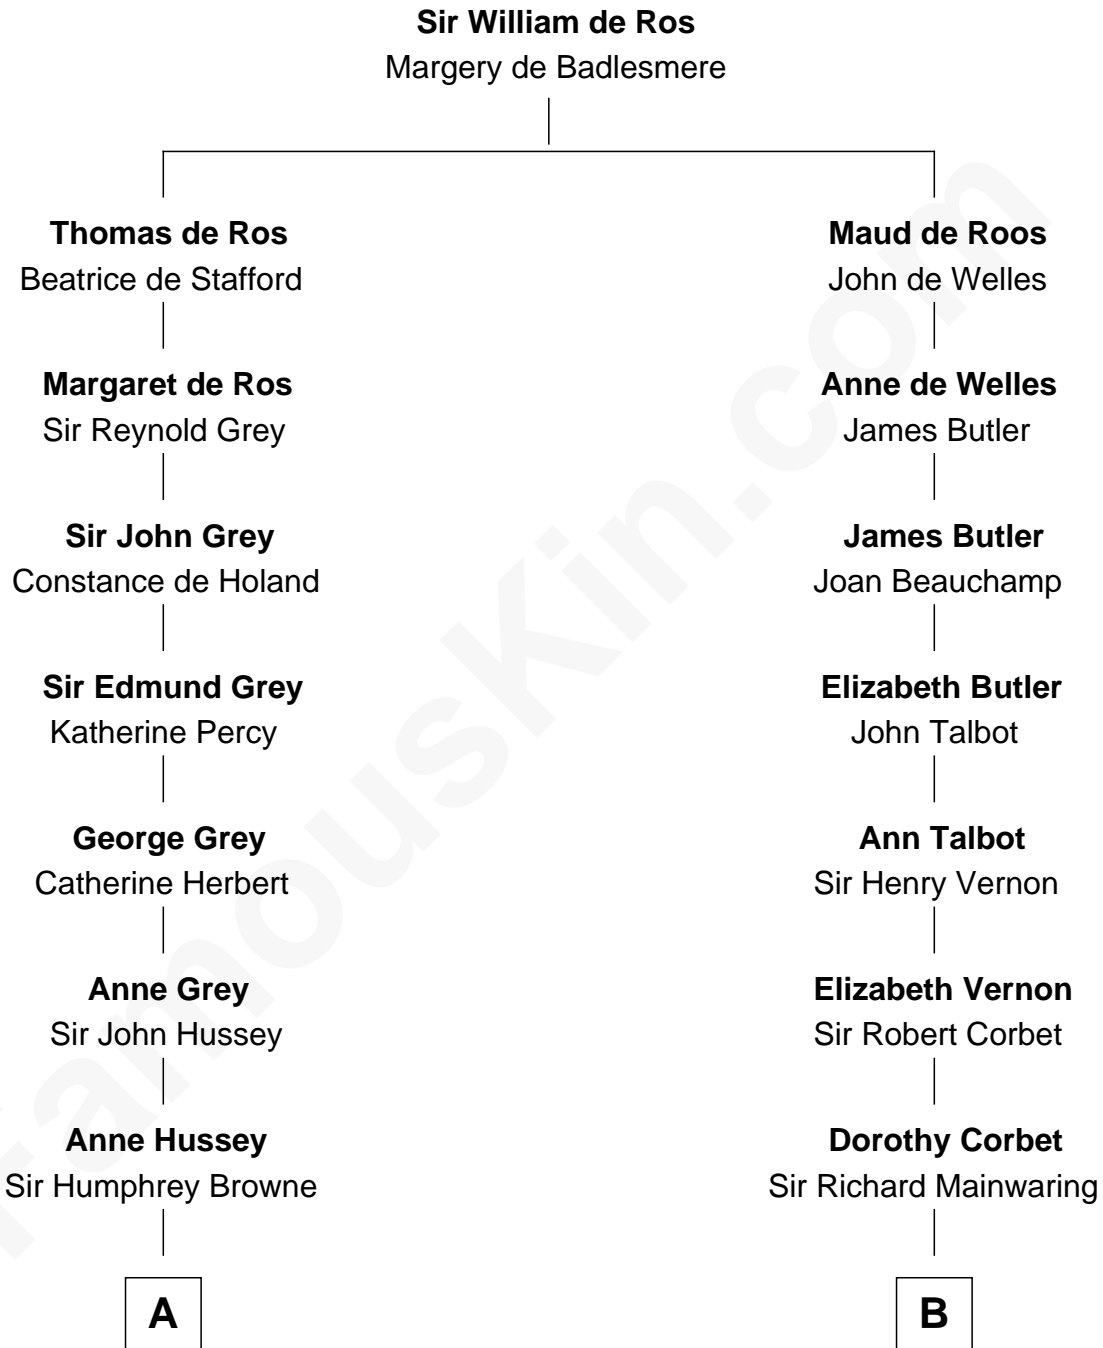 Sir William de Ros
Margery de Badlesmere
Thomas de Ros
Beatrice de Stafford
Margaret de Ros
Sir Reynold Grey
Sir John Grey
Constance de Holand
Sir Edmund Grey
Katherine Percy
George Grey
Catherine Herbert
Anne Grey
Sir John Hussey
Anne Hussey
Sir Humphrey Browne
A
Maud de Roos
John de Welles
Anne de Welles
James Butler
James Butler
Joan Beauchamp
Elizabeth Butler
John Talbot
Ann Talbot
Sir Henry Vernon
Elizabeth Vernon
Sir Robert Corbet
Dorothy Corbet
Sir Richard Mainwaring
B
FamousKin.com